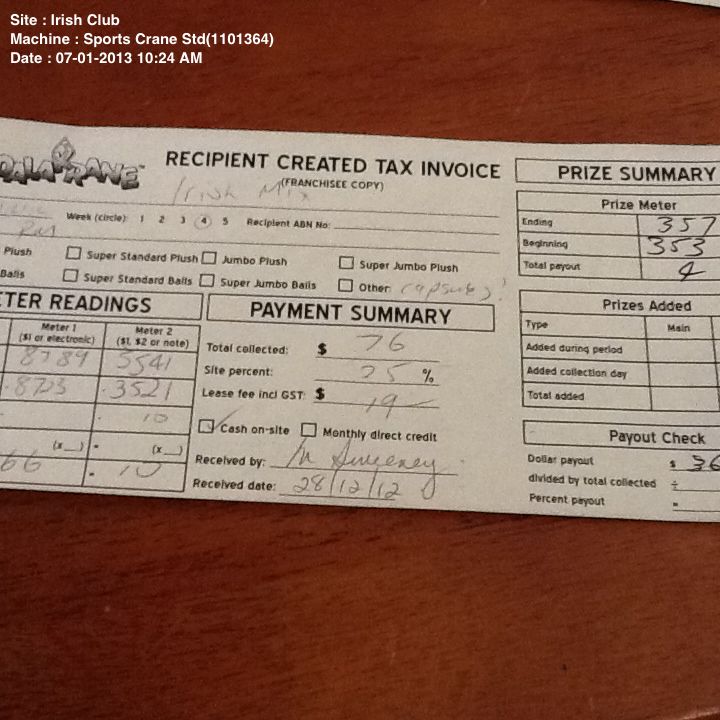 Site : Irish Club
Machine : Sports Crane Std(1101364)
Date : 07-01-2013 10:24 AM
RECIPIENT CREATED TAX INVOICE
(FRANCHISEE COPY)
Irish Mix
Week (circle): 1 2 3 4 5 Recipient ABN No:
Plush Super Standard Plush Jumbo Plush Super Jumbo Plush
Balls Super Standard Balls Super Jumbo Balls Other:
TER READINGS
Meter 1 Meter 2
($1 or electronic) ($1, $2 or note)
8789 3541
8723 3521
10
(x__) (x__)
66 10
PAYMENT SUMMARY
Total collected: $ 76
Site percent: 25 %
Lease fee incl GST: $ 19
Cash on-site Monthly direct credit
Received by: M Sweeney
Received date: 28/12/12
PRIZE SUMMARY
Prize Meter
Ending 357
Beginning 353
Total payout 4
Prizes Added
Type Main
Added during period
Added collection day
Total added
Payout Check
Dollar payout $ 36
divided by total collected ÷
Percent payout =